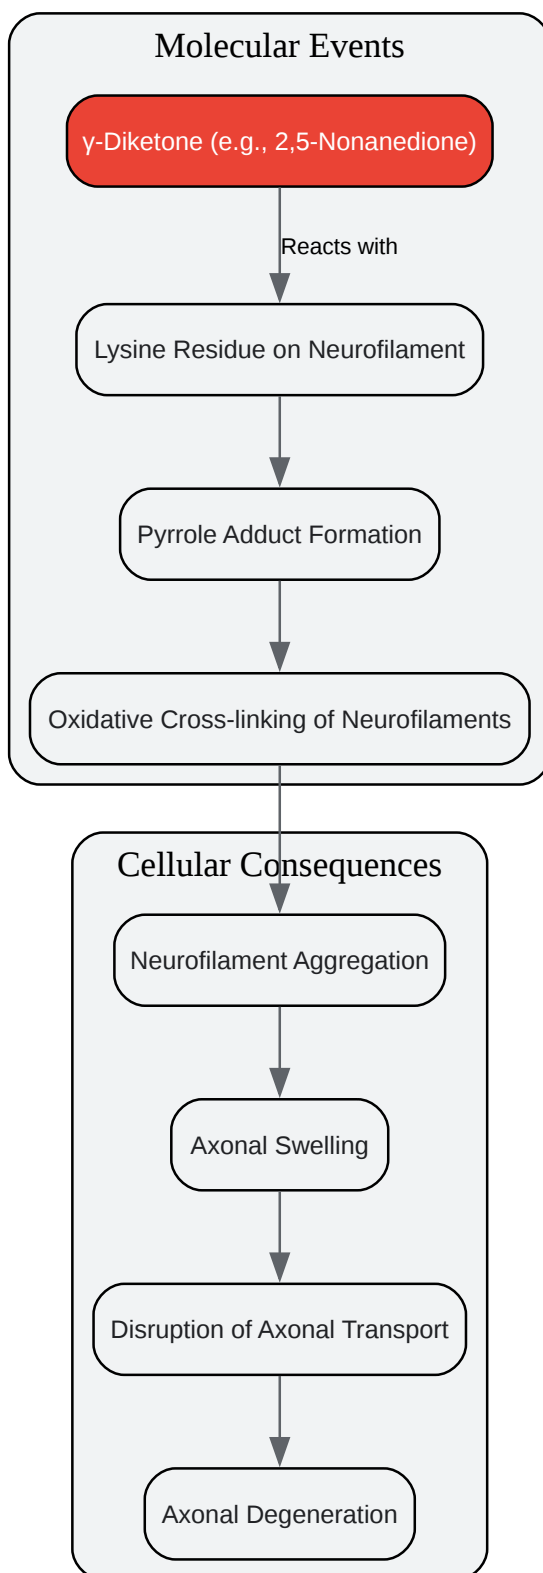 Molecular Events
γ-Diketone (e.g., 2,5-Nonanedione)
Reacts with
Lysine Residue on Neurofilament
Pyrrole Adduct Formation
Oxidative Cross-linking of Neurofilaments
Cellular Consequences
Neurofilament Aggregation
Axonal Swelling
Disruption of Axonal Transport
Axonal Degeneration